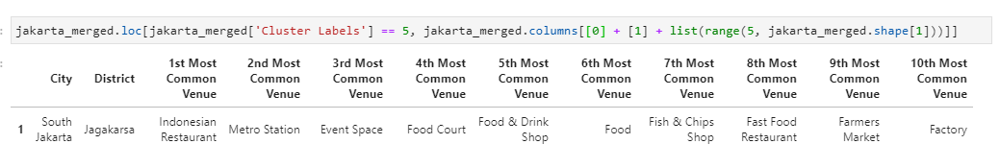 jakarta_merged.loc[jakarta_merged['Cluster Labels'] == 5, jakarta_merged.columns[[0] + [1] + list(range(5, jakarta_merged.shape[1]))]]
City District 1st Most Common Venue 2nd Most Common Venue 3rd Most Common Venue 4th Most Common Venue 5th Most Common Venue 6th Most Common Venue 7th Most Common Venue 8th Most Common Venue 9th Most Common Venue 10th Most Common Venue
1 South Jakarta Jagakarsa Indonesian Restaurant Metro Station Event Space Food Court Food & Drink Shop Food Fish & Chips Shop Fast Food Restaurant Farmers Market Factory